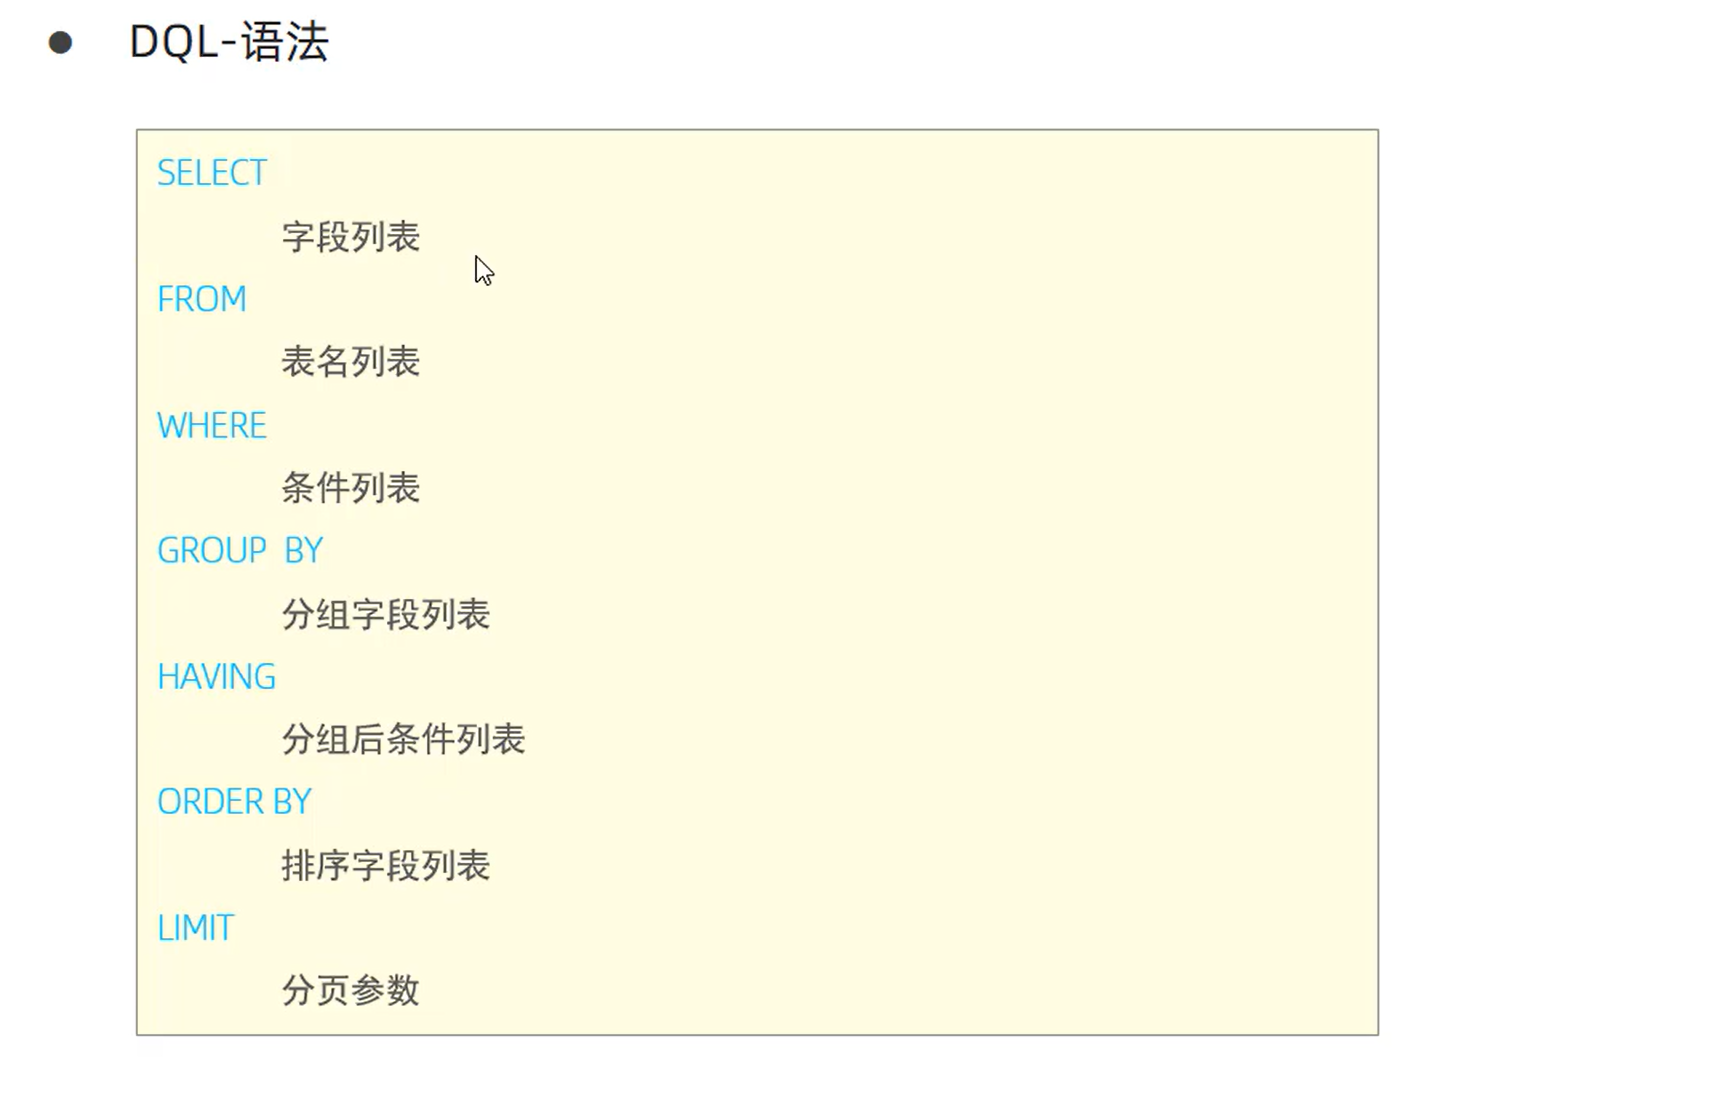 DQL-语法
SELECT
字段列表
FROM
表名列表
WHERE
条件列表
GROUP  BY
分组字段列表
HAVING
分组后条件列表
ORDER BY
排序字段列表
LIMIT
分页参数